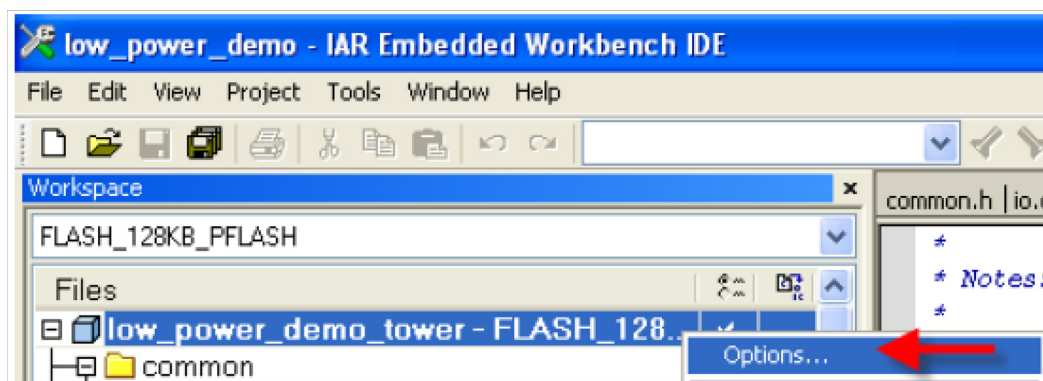 low_power_demo - IAR Embedded Workbench IDE
File Edit View Project Tools Window Help
Workspace
common.h | io.
FLASH_128KB_PFLASH
*
Files
* Notes:
*
low_power_demo_tower - FLASH_128...
Options...
common